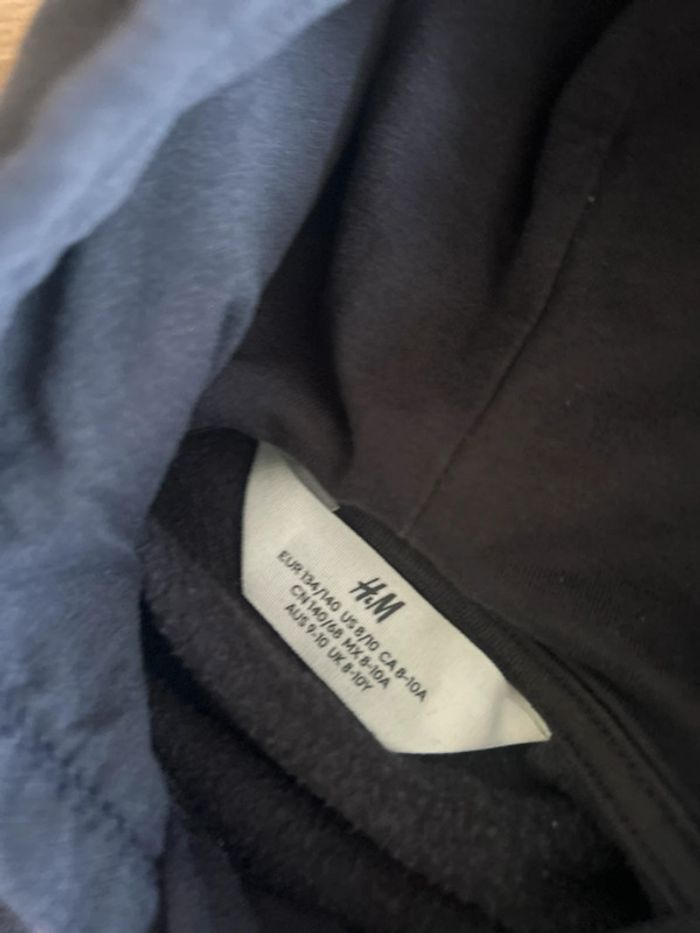 H&M
EUR 134/140 US 8/10 CA 8-10A
CN 140/68 MX 8-10A
AUS 9-10 UK 8-10Y